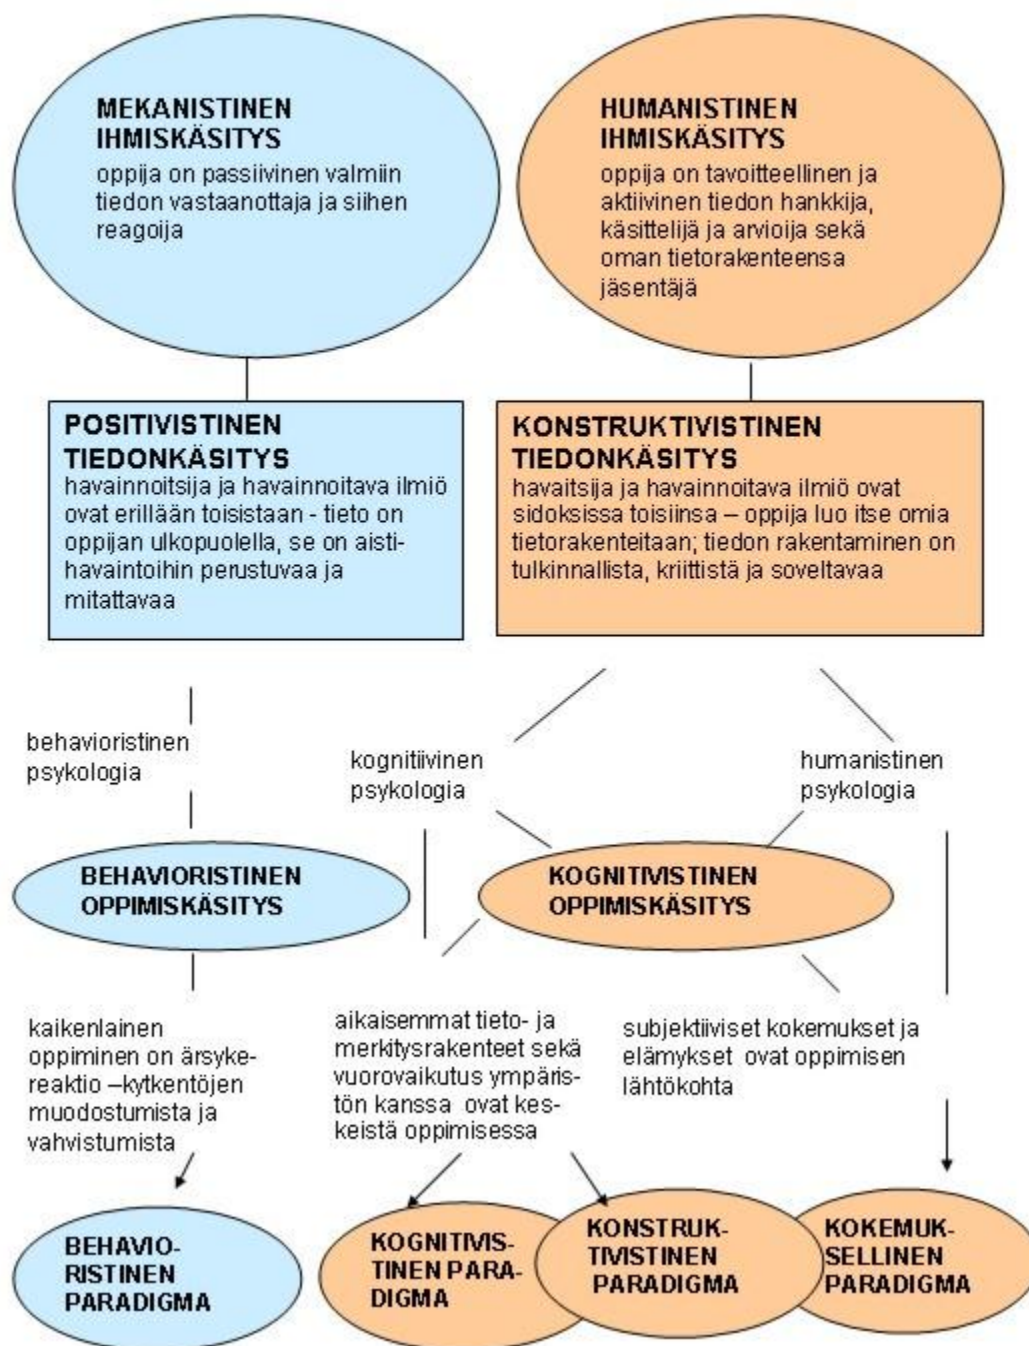 MEKANISTINEN
IHMISKÄSITYS
oppija on passiivinen valmiin
tiedon vastaanottaja ja siihen
reagoija
HUMANISTINEN
IHMISKÄSITYS
oppija on tavoitteellinen ja
aktiivinen tiedon hankkija,
käsittelijä ja arvioija sekä
oman tietorakenteensa
jäsentäjä
POSITIVISTINEN
TIEDONKÄSITYS
havainnoitsija ja havainnoitava ilmiö
ovat erillään toisistaan - tieto on
oppijan ulkopuolella, se on aisti-
havaintoihin perustuvaa ja
mitattavaa
KONSTRUKTIVISTINEN
TIEDONKÄSITYS
havaitsija ja havainnoitava ilmiö ovat
sidoksissa toisiinsa – oppija luo itse omia
tietorakenteitaan; tiedon rakentaminen on
tulkinnallista, kriittistä ja soveltavaa
behavioristinen
psykologia
kognitiivinen
psykologia
humanistinen
psykologia
BEHAVIORISTINEN
OPPIMISKÄSITYS
KOGNITIVISTINEN
OPPIMISKÄSITYS
kaikenlainen
oppiminen on ärsyke-
reaktio –kytkentöjen
muodostumista ja
vahvistumista
aikaisemmat tieto- ja
merkitysrakenteet sekä
vuorovaikutus ympäris-
tön kanssa ovat kes-
keistä oppimisessa
subjektiiviset kokemukset ja
elämykset ovat oppimisen
lähtökohta
BEHAVIO-
RISTINEN
PARADIGMA
KOGNITIVIS-
TINEN PARA-
DIGMA
KONSTRUK-
TIVISTINEN
PARADIGMA
KOKEMUK-
SELLINEN
PARADIGMA